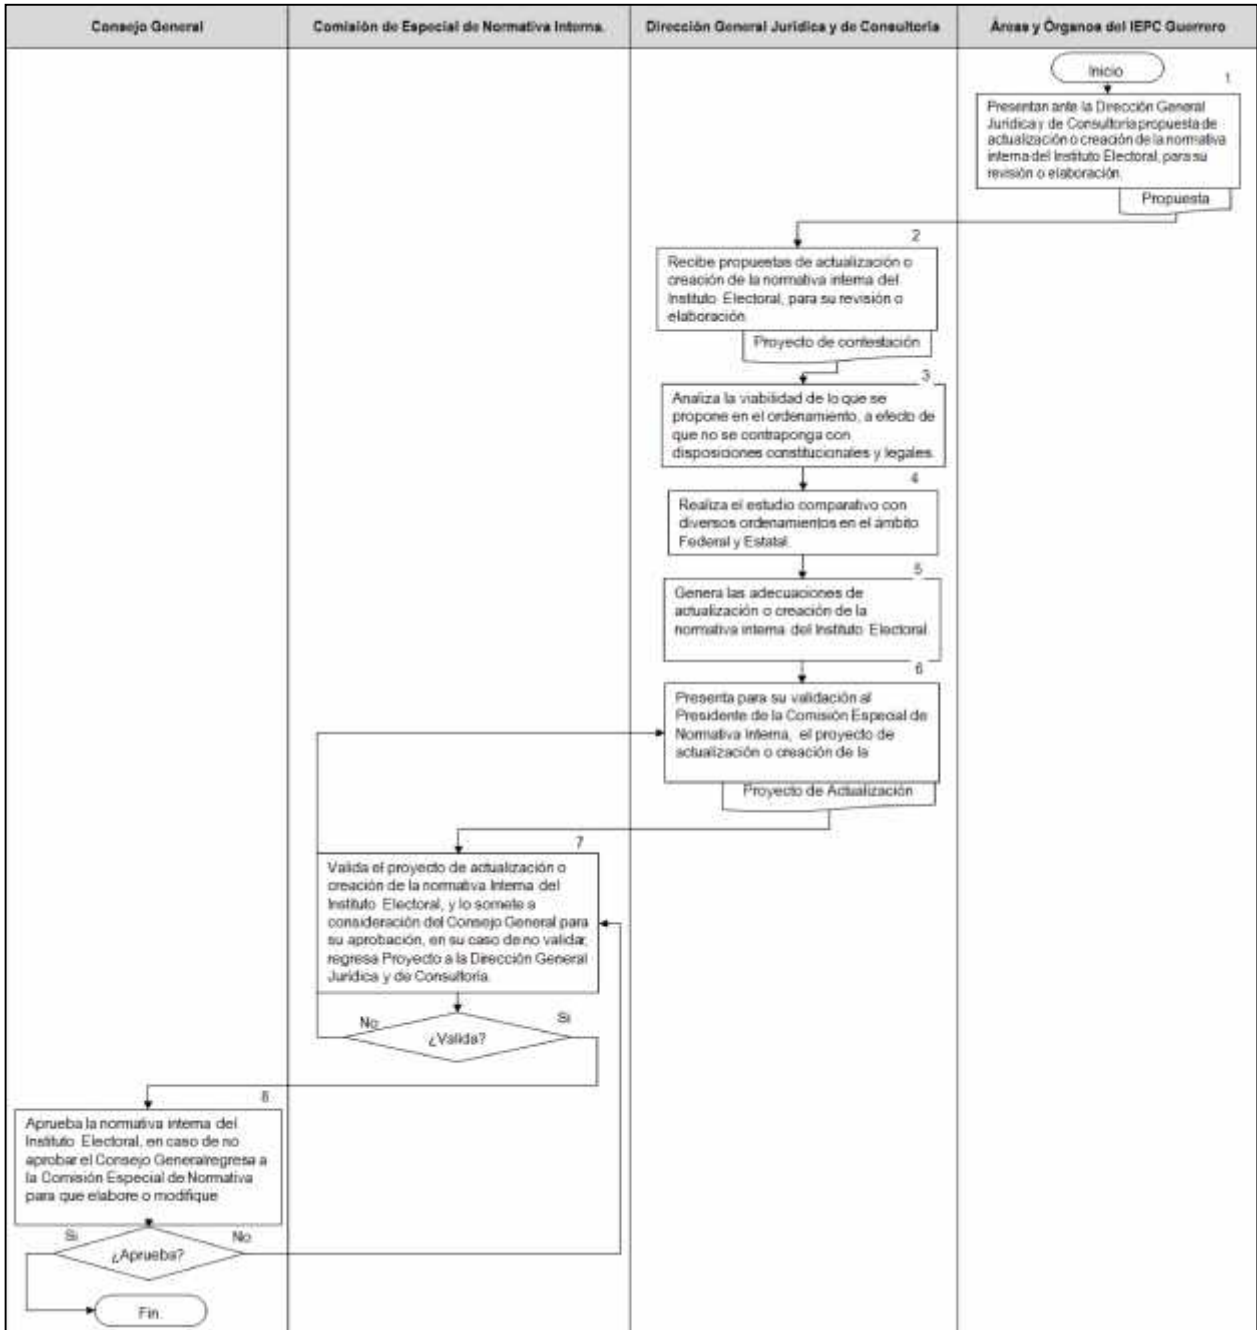 Consejo General
Comisión de Especial de Normativa Interna.
Dirección General Jurídica y de Consultoría
Áreas y Órganos del IEPC Guerrero
Inicio
1
Presentan ante la Dirección General
Jurídica y de Consultoría propuesta de
actualización o creación de la normativa
interna del Instituto Electoral, para su
revisión o elaboración.
Propuesta
2
Recibe propuestas de actualización o
creación de la normativa interna del
Instituto Electoral, para su revisión o
elaboración
Proyecto de contestación
3
Analiza la viabilidad de lo que se
propone en el ordenamiento, a efecto de
que no se contraponga con
disposiciones constitucionales y legales.
4
Realiza el estudio comparativo con
diversos ordenamientos en el ámbito
Federal y Estatal.
5
Genera las adecuaciones de
actualización o creación de la
normativa interna del Instituto Electoral
6
Presenta para su validación al
Presidente de la Comisión Especial de
Normativa Interna, el proyecto de
actualización o creación de la
Proyecto de Actualización
7
Valida el proyecto de actualización o
creación de la normativa Interna del
Instituto Electoral, y lo somete a
consideración del Consejo General para
su aprobación, en su caso de no validar,
regresa Proyecto a la Dirección General
Jurídica y de Consultoría.
No
Si
¿Valida?
8
Aprueba la normativa interna del
Instituto Electoral, en caso de no
aprobar el Consejo Generalregresa a
la Comisión Especial de Normativa
para que elabore o modifique
Si
No
¿Aprueba?
Fin.